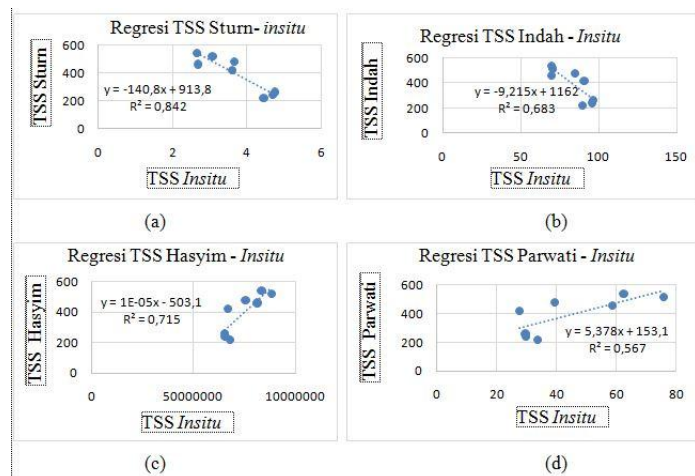 Regresi TSS Sturn- insitu
TSS Sturn
600
400
200
0
y = -140,8x + 913,8
R² = 0,842
0 2 4 6
TSS Insitu
(a)
Regresi TSS Indah - Insitu
TSS Indah
600
400
200
0
y = -9,215x + 1162
R² = 0,683
0 50 100 150
TSS Insitu
(b)
Regresi TSS Hasyim - Insitu
TSS Hasyim
600
400
200
0
y = 1E-05x - 503,1
R² = 0,715
0 50000000 100000000
TSS Insitu
(c)
Regresi TSS Parwati - Insitu
TSS Parwati
600
400
200
0
y = 5,378x + 153,1
R² = 0,567
0 20 40 60 80
TSS Insitu
(d)